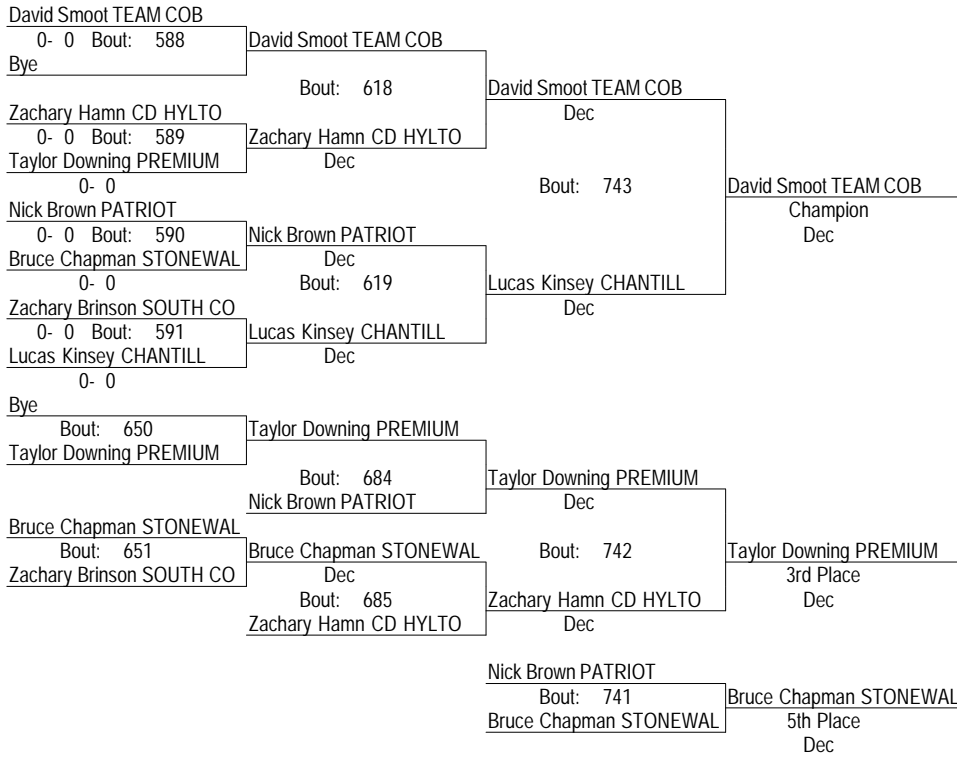 David Smoot TEAM COB
0- 0 Bout: 588
David Smoot TEAM COB
Bye
Bout: 618
David Smoot TEAM COB
Zachary Hamn CD HYLTO
Dec
0- 0 Bout: 589
Zachary Hamn CD HYLTO
Taylor Downing PREMIUM
Dec
0- 0
Bout: 743
David Smoot TEAM COB
Nick Brown PATRIOT
Champion
0- 0 Bout: 590
Nick Brown PATRIOT
Dec
Bruce Chapman STONEWAL
Dec
0- 0
Bout: 619
Lucas Kinsey CHANTILL
Zachary Brinson SOUTH CO
Dec
0- 0 Bout: 591
Lucas Kinsey CHANTILL
Lucas Kinsey CHANTILL
Dec
0- 0
Bye
Bout: 650
Taylor Downing PREMIUM
Taylor Downing PREMIUM
Bout: 684
Taylor Downing PREMIUM
Nick Brown PATRIOT
Dec
Bruce Chapman STONEWAL
Bout: 651
Bruce Chapman STONEWAL
Bout: 742
Taylor Downing PREMIUM
Zachary Brinson SOUTH CO
Dec
3rd Place
Bout: 685
Zachary Hamn CD HYLTO
Dec
Zachary Hamn CD HYLTO
Dec
Nick Brown PATRIOT
Bout: 741
Bruce Chapman STONEWAL
Bruce Chapman STONEWAL
5th Place
Dec